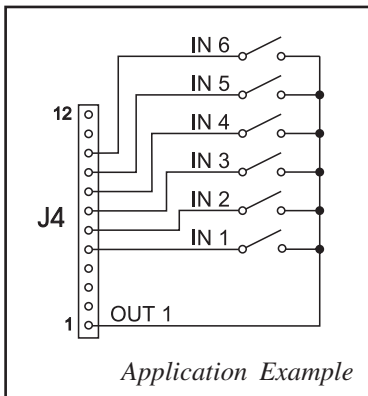 IN 6
IN 5
12
IN 4
IN 3
J4
IN 2
IN 1
1
OUT 1
Application Example